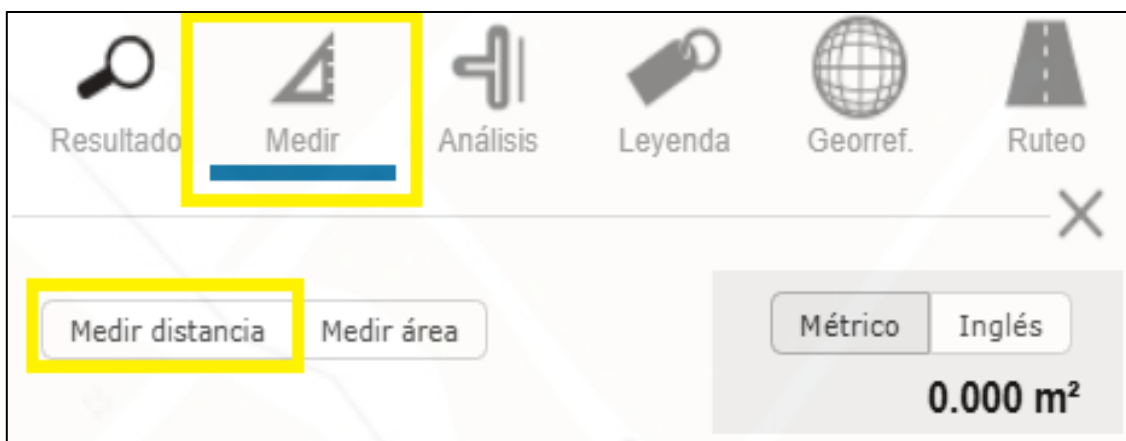 Resultado Medir Análisis Leyenda Georref. Ruteo
Medir distancia Medir área Métrico Inglés
0.000 m²